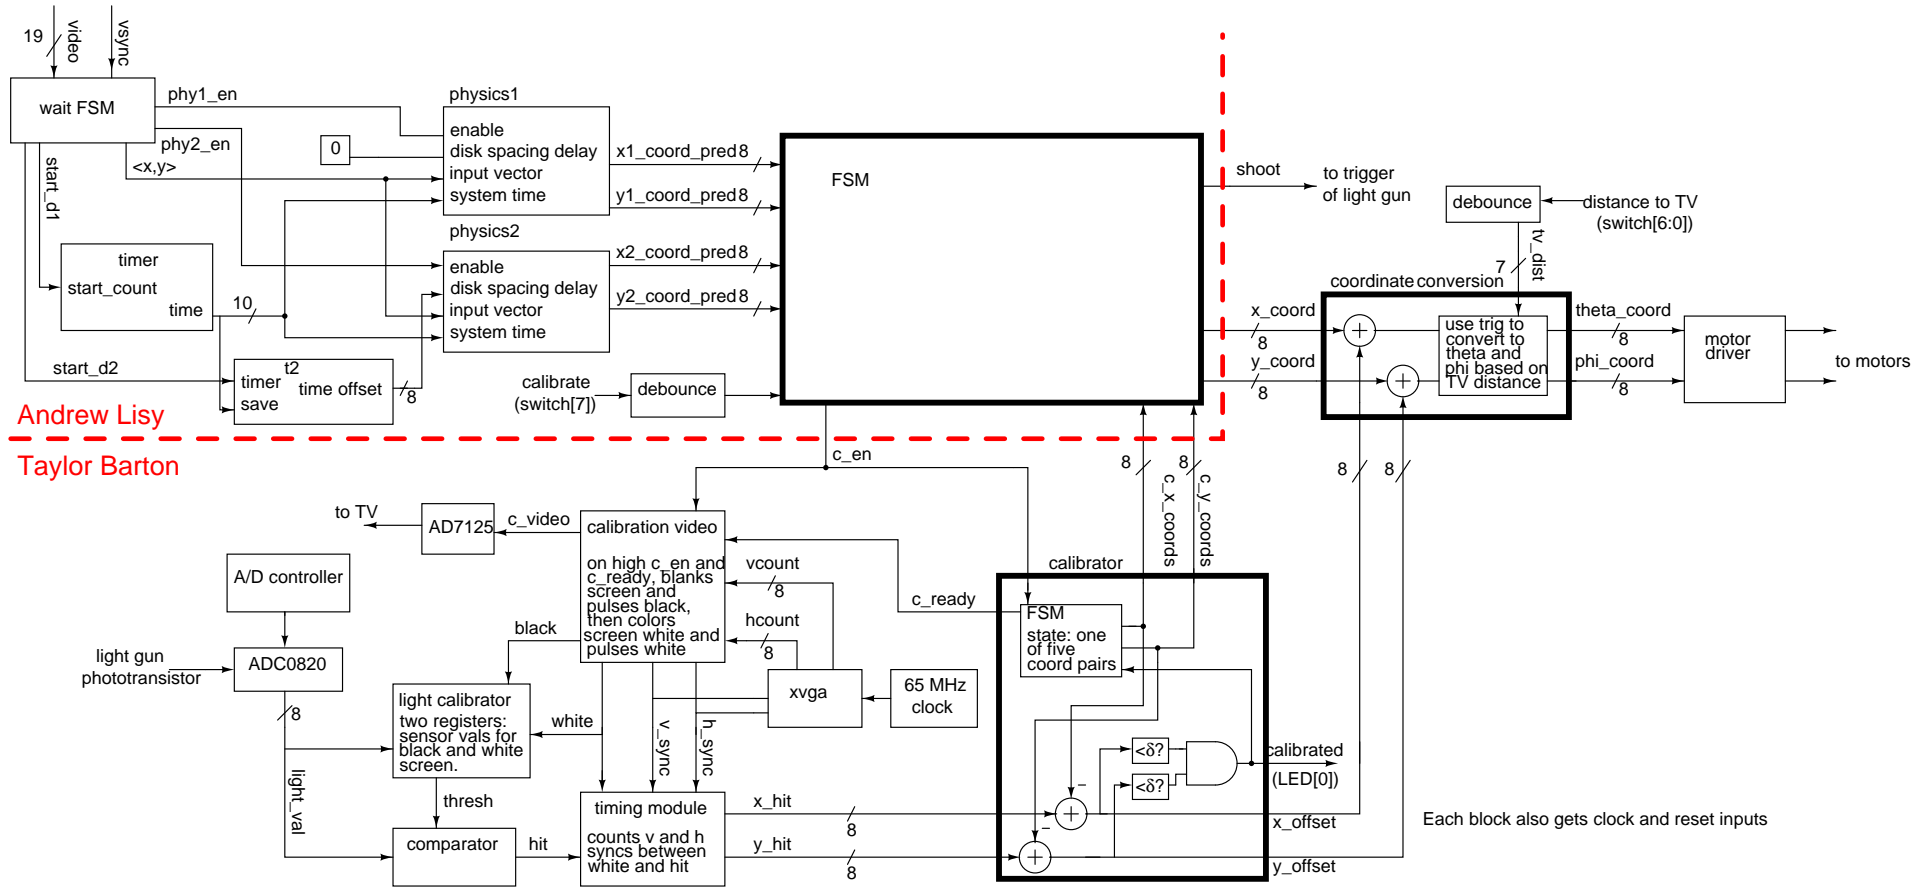 19
video
vsync
wait FSM
phy1_en
phy2_en
<x,y>
start_d1
0
physics1
enable
disk spacing delay
input vector
system time
x1_coord_pred
8
y1_coord_pred
8
physics2
enable
disk spacing delay
input vector
system time
x2_coord_pred
8
y2_coord_pred
8
timer
start_count
time
10
start_d2
t2
timer
save
time offset
8
calibrate
(switch[7])
debounce
FSM
shoot
to trigger
of light gun
debounce
distance to TV
(switch[6:0])
7
tv_dist
coordinate conversion
x_coord
8
y_coord
8
+
+
use trig to
convert to
theta and
phi based on
TV distance
theta_coord
8
phi_coord
8
motor
driver
to motors
Andrew Lisy
Taylor Barton
c_en
8
c_x_coords
8
c_y_coords
8
8
to TV
AD7125
c_video
calibration video
on high c_en and
c_ready, blanks
screen and
pulses black,
then colors
screen white and
pulses white
vcount
8
hcount
8
c_ready
A/D controller
light gun
phototransistor
ADC0820
8
light_val
black
light calibrator
two registers:
sensor vals for
black and white
screen.
white
v_sync
h_sync
xvga
65 MHz
clock
thresh
comparator
hit
timing module
counts v and h
syncs between
white and hit
x_hit
8
y_hit
8
calibrator
FSM
state: one
of five
coord pairs
<δ?
<δ?
−
+
−
+
calibrated
(LED[0])
x_offset
y_offset
Each block also gets clock and reset inputs